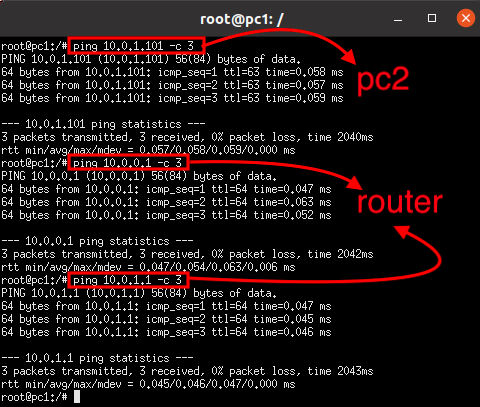 root@pc1: /
root@pc1:/# ping 10.0.1.101 -c 3
PING 10.0.1.101 (10.0.1.101) 56(84) bytes of data.
64 bytes from 10.0.1.101: icmp_seq=1 ttl=63 time=0.058 ms
64 bytes from 10.0.1.101: icmp_seq=2 ttl=63 time=0.057 ms
64 bytes from 10.0.1.101: icmp_seq=3 ttl=63 time=0.059 ms
pc2
--- 10.0.1.101 ping statistics ---
3 packets transmitted, 3 received, 0% packet loss, time 2040ms
rtt min/avg/max/mdev = 0.057/0.058/0.059/0.000 ms
root@pc1:/# ping 10.0.0.1 -c 3
PING 10.0.0.1 (10.0.0.1) 56(84) bytes of data.
64 bytes from 10.0.0.1: icmp_seq=1 ttl=64 time=0.047 ms
64 bytes from 10.0.0.1: icmp_seq=2 ttl=64 time=0.063 ms
64 bytes from 10.0.0.1: icmp_seq=3 ttl=64 time=0.052 ms
router
--- 10.0.0.1 ping statistics ---
3 packets transmitted, 3 received, 0% packet loss, time 2042ms
rtt min/avg/max/mdev = 0.047/0.054/0.063/0.006 ms
root@pc1:/# ping 10.0.1.1 -c 3
PING 10.0.1.1 (10.0.1.1) 56(84) bytes of data.
64 bytes from 10.0.1.1: icmp_seq=1 ttl=64 time=0.047 ms
64 bytes from 10.0.1.1: icmp_seq=2 ttl=64 time=0.045 ms
64 bytes from 10.0.1.1: icmp_seq=3 ttl=64 time=0.046 ms
--- 10.0.1.1 ping statistics ---
3 packets transmitted, 3 received, 0% packet loss, time 2043ms
rtt min/avg/max/mdev = 0.045/0.046/0.047/0.000 ms
root@pc1:/#